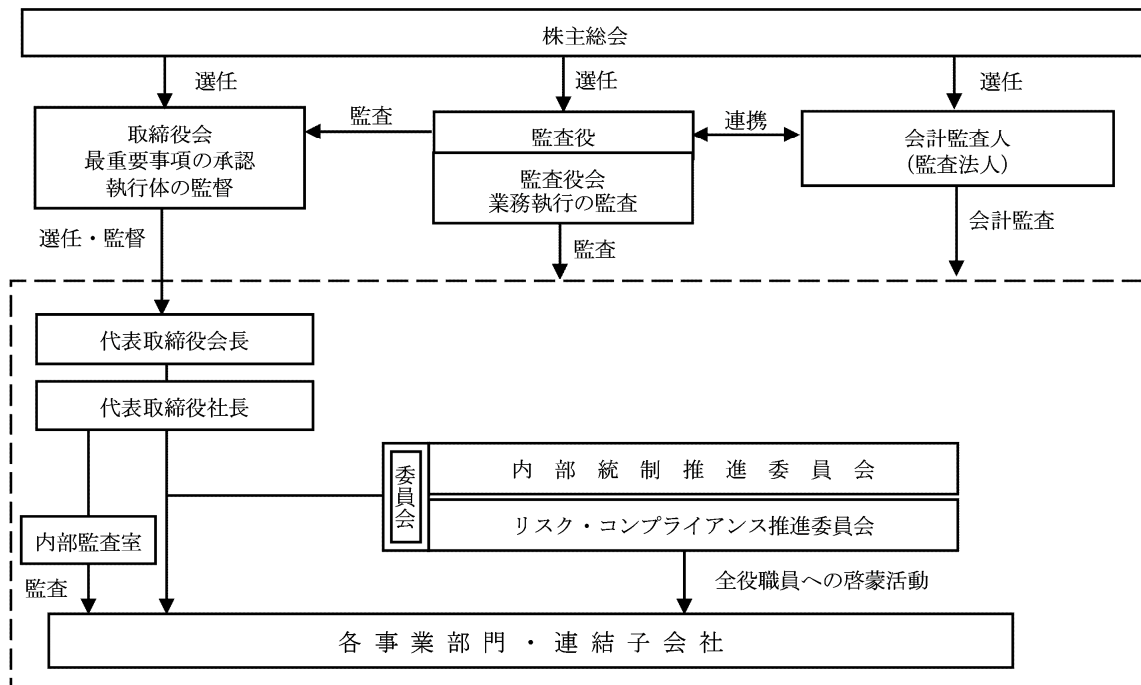 株主総会
選任
選任
選任
取締役会
最重要事項の承認
執行体の監督
監査
監査役
監査役会
業務執行の監査
連携
会計監査人
(監査法人)
選任・監督
監査
会計監査
代表取締役会長
代表取締役社長
委員会
内部統制推進委員会
リスク・コンプライアンス推進委員会
内部監査室
監査
全役職員への啓蒙活動
各事業部門・連結子会社